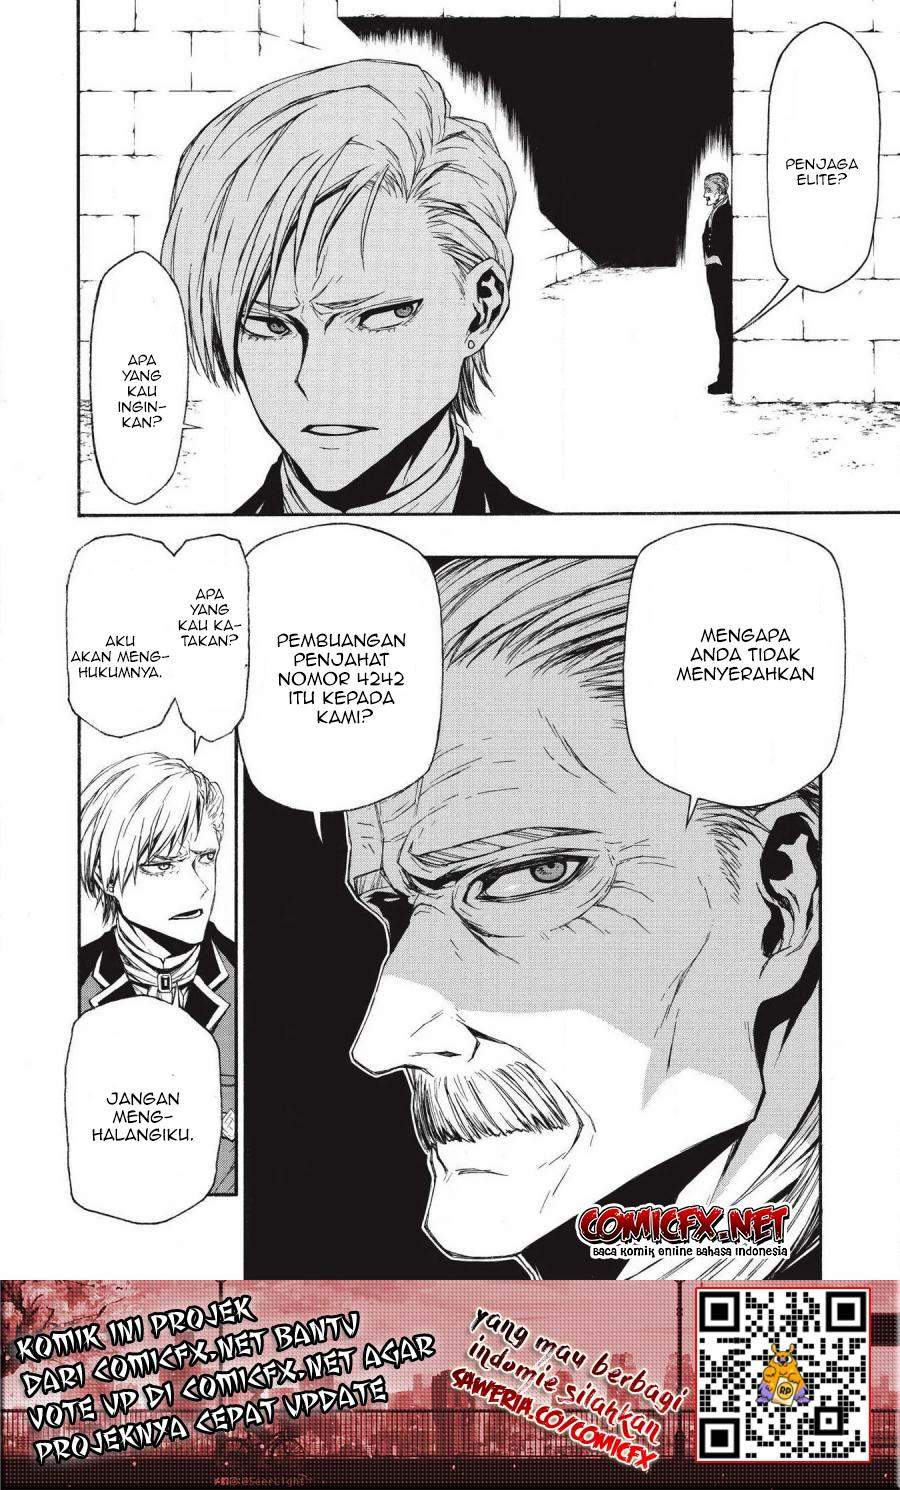 PENJAGA
ELITE?
APA
YANG
KAU
INGIN-
KAN?
MENGAPA
ANDA TIDAK
MENYERAHKAN
PEMBUANGAN
PENJAHAT
NOMOR 4242
ITU KEPADA
KAMI?
APA
YANG
KAU KA-
TAKAN?
AKU
AKAN MENG-
HUKUMNYA.
JANGAN
MENG-
HALANGIKU.
COMICFX.NET
BACA KOMIK ONLINE BAHASA INDONESIA
KOMIK INI PROJEK
DARI COMICFX.NET BANTU
VOTE UP DI COMICFX.NET AGAR
PROJEKNYA CEPAT UPDATE
yang mau berbagi
indomie silahkan
SAWERIA.CO/COMICFX
RP